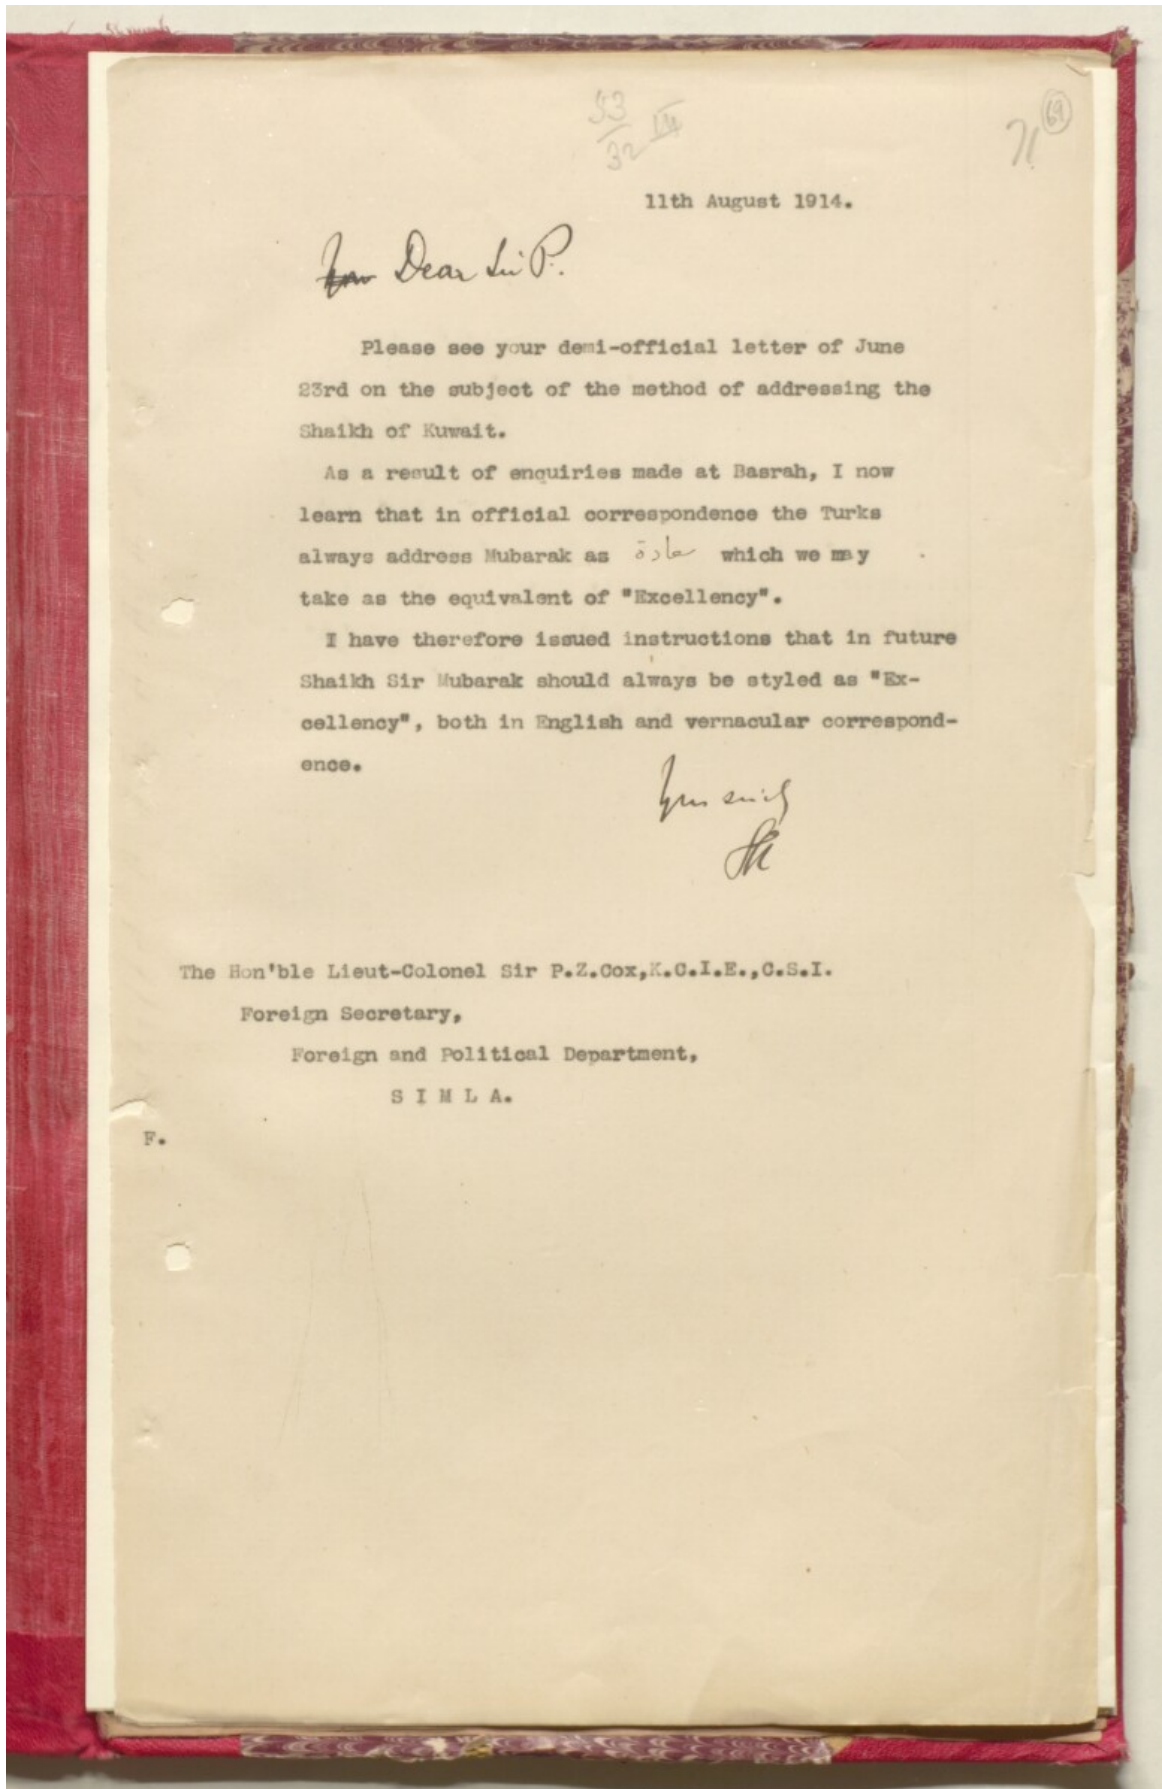 53
32
IV
71
69
11th August 1914.
Dear Sir P.
Please see your demi-official letter of June
23rd on the subject of the method of addressing the
Shaikh of Kuwait.
As a result of enquiries made at Basrah, I now
learn that in official correspondence the Turks
always address Mubarak as سعادة which we may
take as the equivalent of "Excellency".
I have therefore issued instructions that in future
Shaikh Sir Mubarak should always be styled as "Ex-
cellency", both in English and vernacular correspond-
ence.
The Hon'ble Lieut-Colonel Sir P.Z.Cox,K.C.I.E.,C.S.I.
Foreign Secretary,
Foreign and Political Department,
S I M L A.
F.